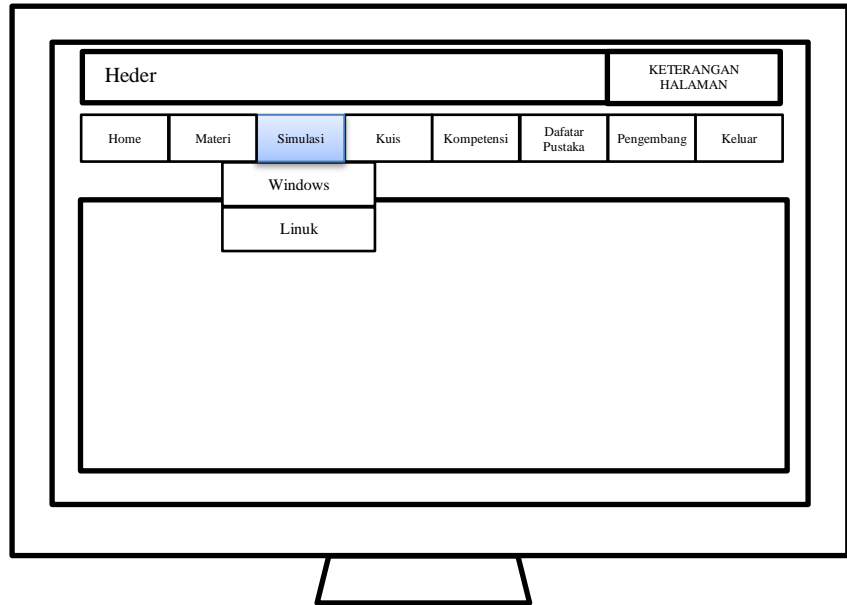 Heder
KETERANGAN
HALAMAN
Home
Materi
Simulasi
Kuis
Kompetensi
Dafatar
Pustaka
Pengembang
Keluar
Windows
Linuk